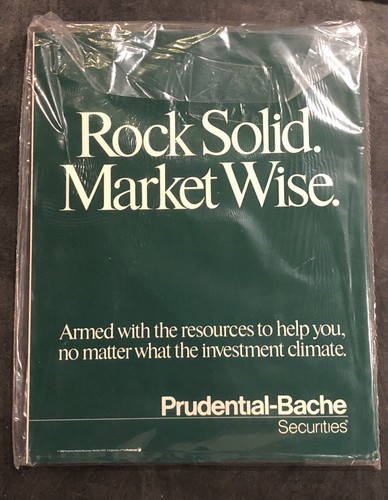 Rock Solid.
Market Wise.
Armed with the resources to help you,
no matter what the investment climate.
Prudential-Bache
Securities